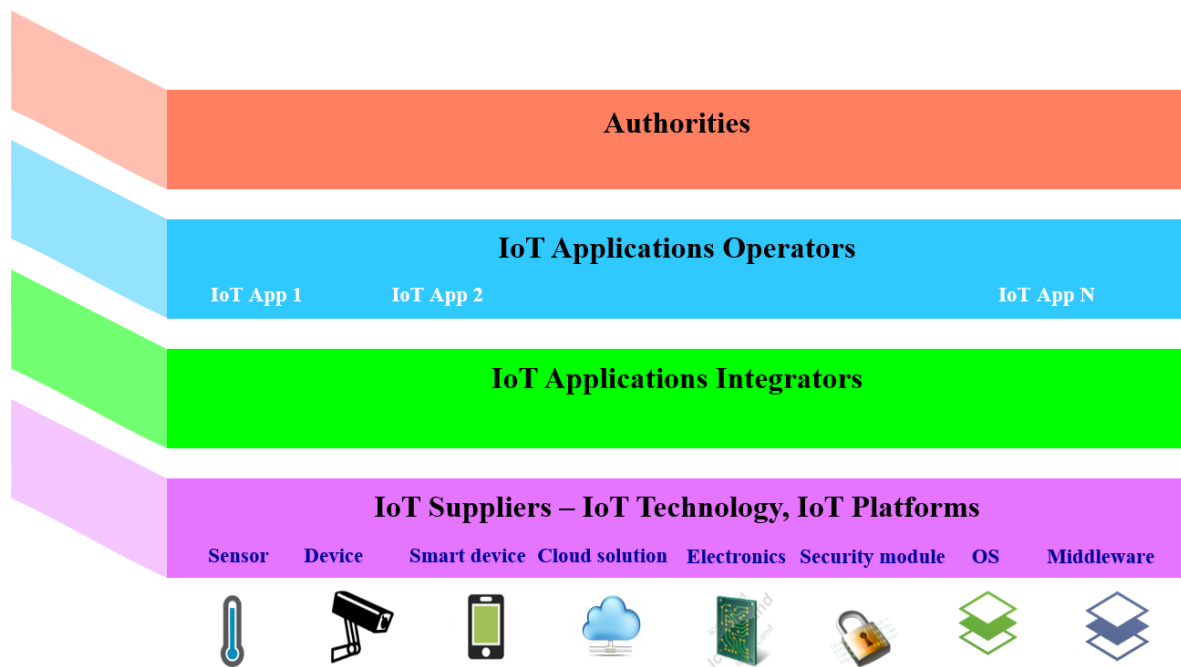 Authorities
IoT Applications Operators
IoT App 1 IoT App 2 IoT App N
IoT Applications Integrators
IoT Suppliers – IoT Technology, IoT Platforms
Sensor Device Smart device Cloud solution Electronics Security module OS Middleware